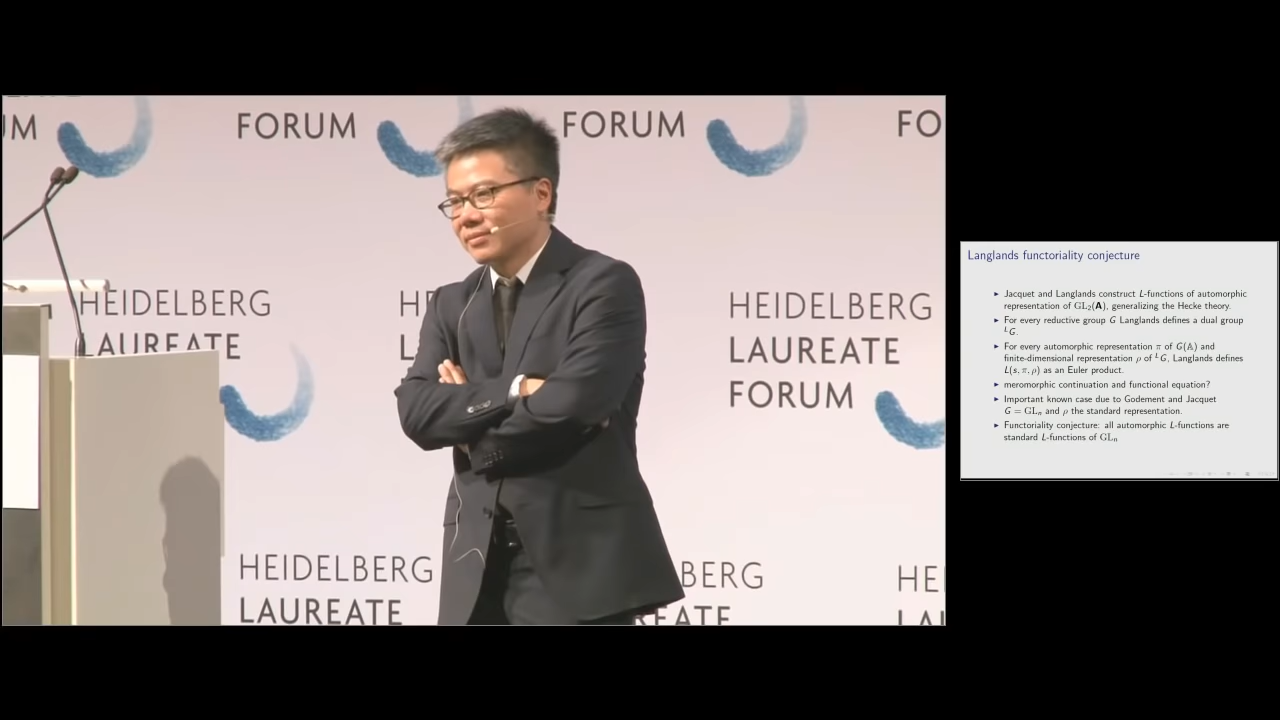 UM
FORUM
FORUM
FO
HEIDELBERG
LAUREATE
HE
L
HEIDELBERG
LAUREATE
FORUM
HEIDELBERG
LAUREATE
BERG
REATE
HE
LAU
Langlands functoriality conjecture
▶ Jacquet and Langlands construct L-functions of automorphic
representation of GL₂(𝐀), generalizing the Hecke theory.
▶ For every reductive group G Langlands defines a dual group
ᴸG.
▶ For every automorphic representation π of G(𝔸) and
finite-dimensional representation ρ of ᴸG, Langlands defines
L(s, π, ρ) as an Euler product.
▶ meromorphic continuation and functional equation?
▶ Important known case due to Godement and Jacquet
G = GLₙ and ρ the standard representation.
▶ Functoriality conjecture: all automorphic L-functions are
standard L-functions of GLₙ